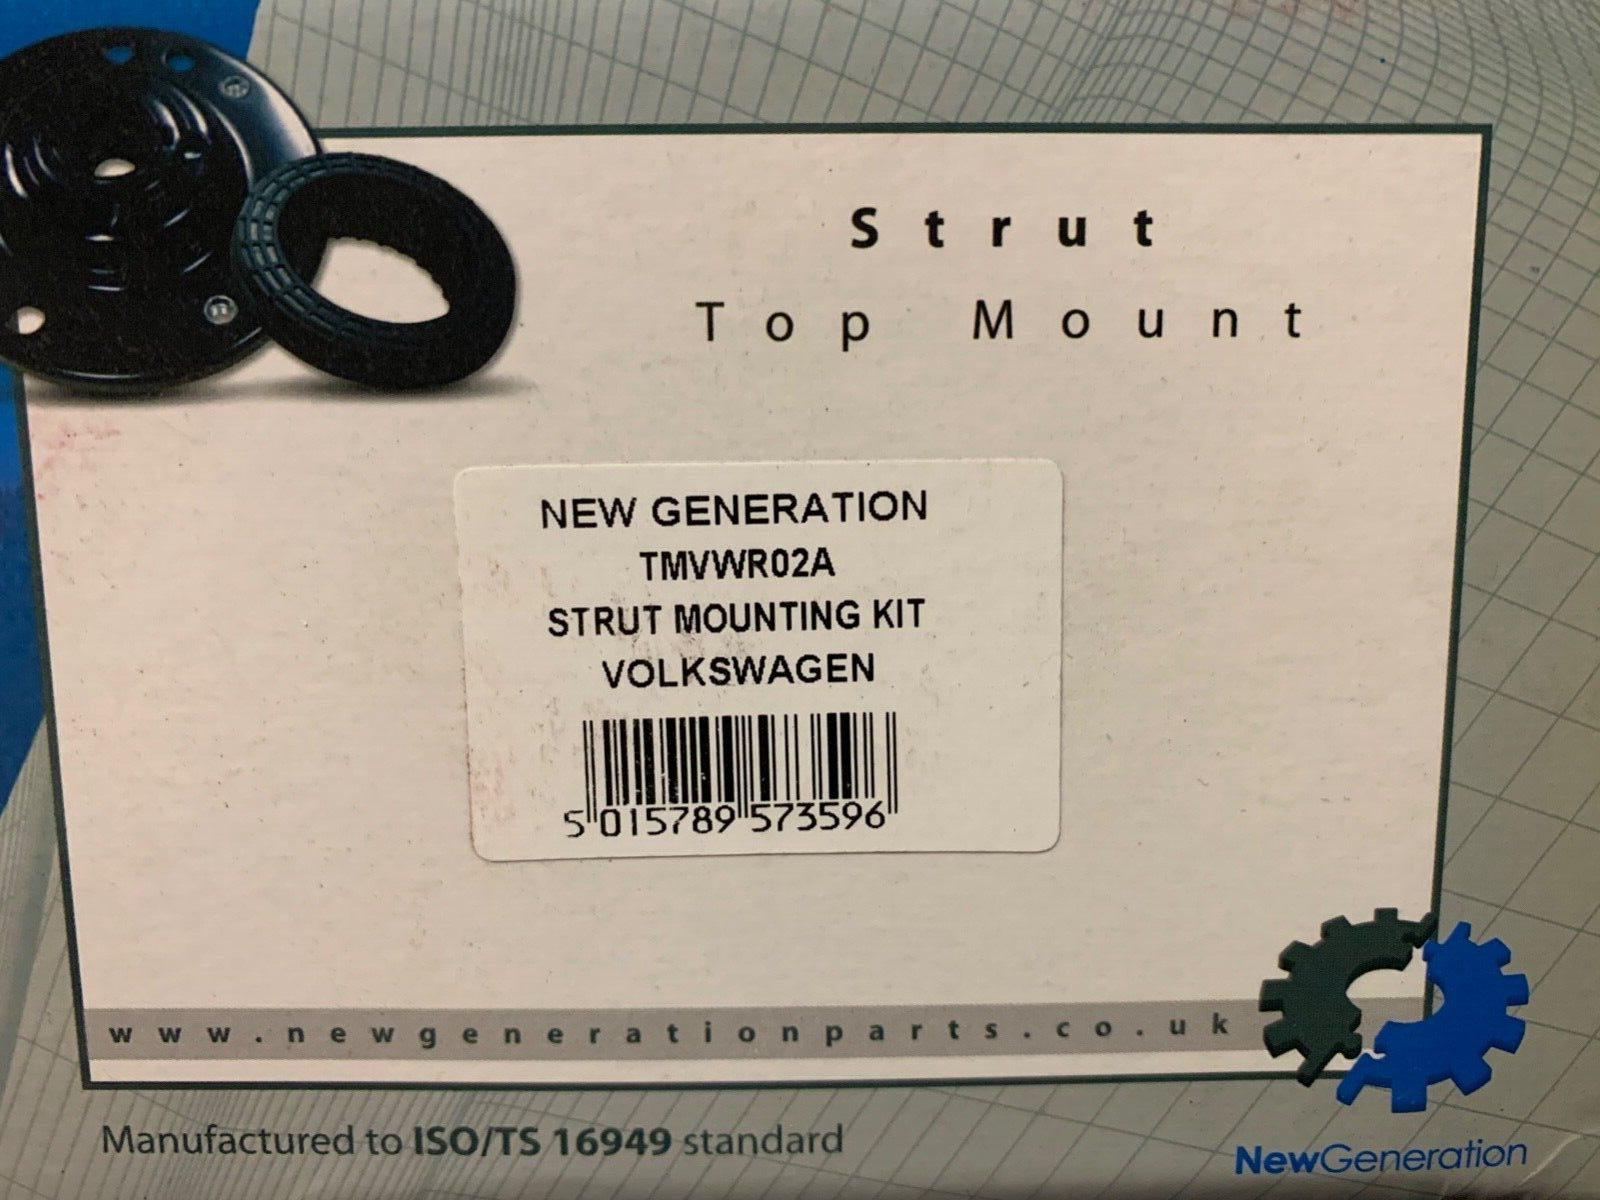 Strut
Top Mount
NEW GENERATION
TMVWR02A
STRUT MOUNTING KIT
VOLKSWAGEN
5 015789 573596
www.newgenerationparts.co.uk
Manufactured to ISO/TS 16949 standard
NewGeneration